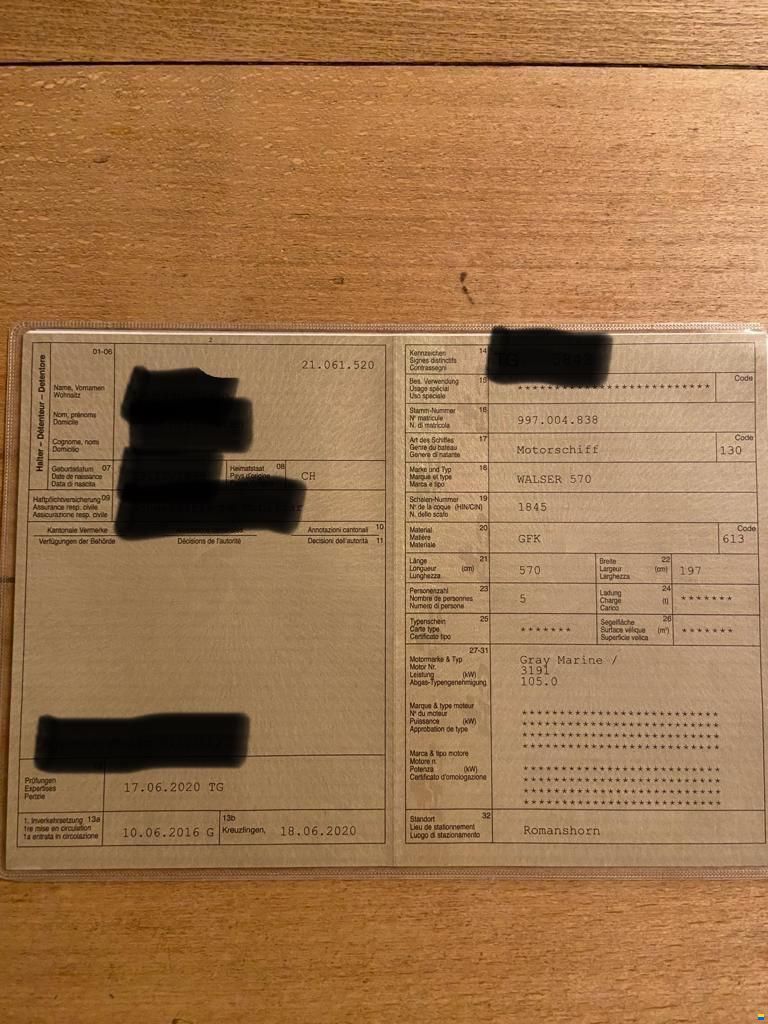 2
Halter – Détenteur – Detentore
01-06
21.061.520
Name, Vornamen
Wohnsitz
Nom, prénoms
Domicile
Cognome, nomi
Domicilio
Geburtsdatum 07
Date de naissance
Data di nascita
Heimatstaat 08
Pays d'origine
CH
Haftpflichtversicherung 09
Assurance resp. civile
Assicurazione resp. civile
Kantonale Vermerke
Annotazioni cantonali 10
Verfügungen der Behörde
Décisions de l'autorité
Decisioni dell'autorità 11
Prüfungen
Expertises
Perizie
17.06.2020 TG
1. Inverkehrsetzung 13a
1re mise en circulation
1a entrata in circolazione
10.06.2016 G
13b
Kreuzlingen, 18.06.2020
Kennzeichen 14
Signes distinctifs
Contrassegni
Bes. Verwendung 15
Usage spécial
Uso speciale
Code
Stamm-Nummer 16
N° matricule
N. di matricola
997.004.838
Art des Schiffes 17
Genre du bateau
Genere di natante
Motorschiff
Code
130
Marke und Typ 18
Marque et type
Marca e tipo
WALSER 570
Schalen-Nummer 19
N° de la coque (HIN/CIN)
N. dello scafo
1845
Material 20
Matière
Materiale
GFK
Code
613
Länge 21
Longueur (cm)
Lunghezza
570
Breite 22
Largeur (cm)
Larghezza
197
Personenzahl 23
Nombre de personnes
Numero di persone
5
Ladung 24
Charge (t)
Carico
*******
Typenschein 25
Carte type
Certificato tipo
*******
Segelfläche 26
Surface vélique (m²)
Superficie velica
*******
27-31
Motormarke & Typ
Motor Nr.
Leistung (kW)
Abgas-Typengenehmigung
Gray Marine /
3191
105.0
Marque & type moteur
N° du moteur
Puissance (kW)
Approbation de type
Marca & tipo motore
Motore n.
Potenza (kW)
Certificato d'omologazione
Standort 32
Lieu de stationnement
Luogo di stazionamento
Romanshorn